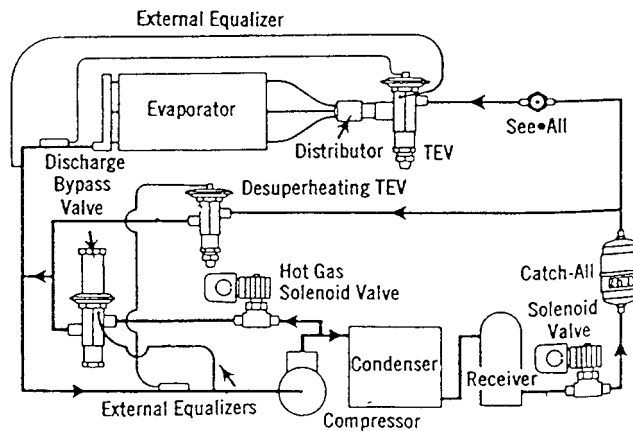 External Equalizer
Evaporator
See•All
Distributor
TEV
Discharge
Bypass
Valve
Desuperheating TEV
Hot Gas
Solenoid Valve
Catch-All
Solenoid
Valve
Condenser
Receiver
External Equalizers
Compressor